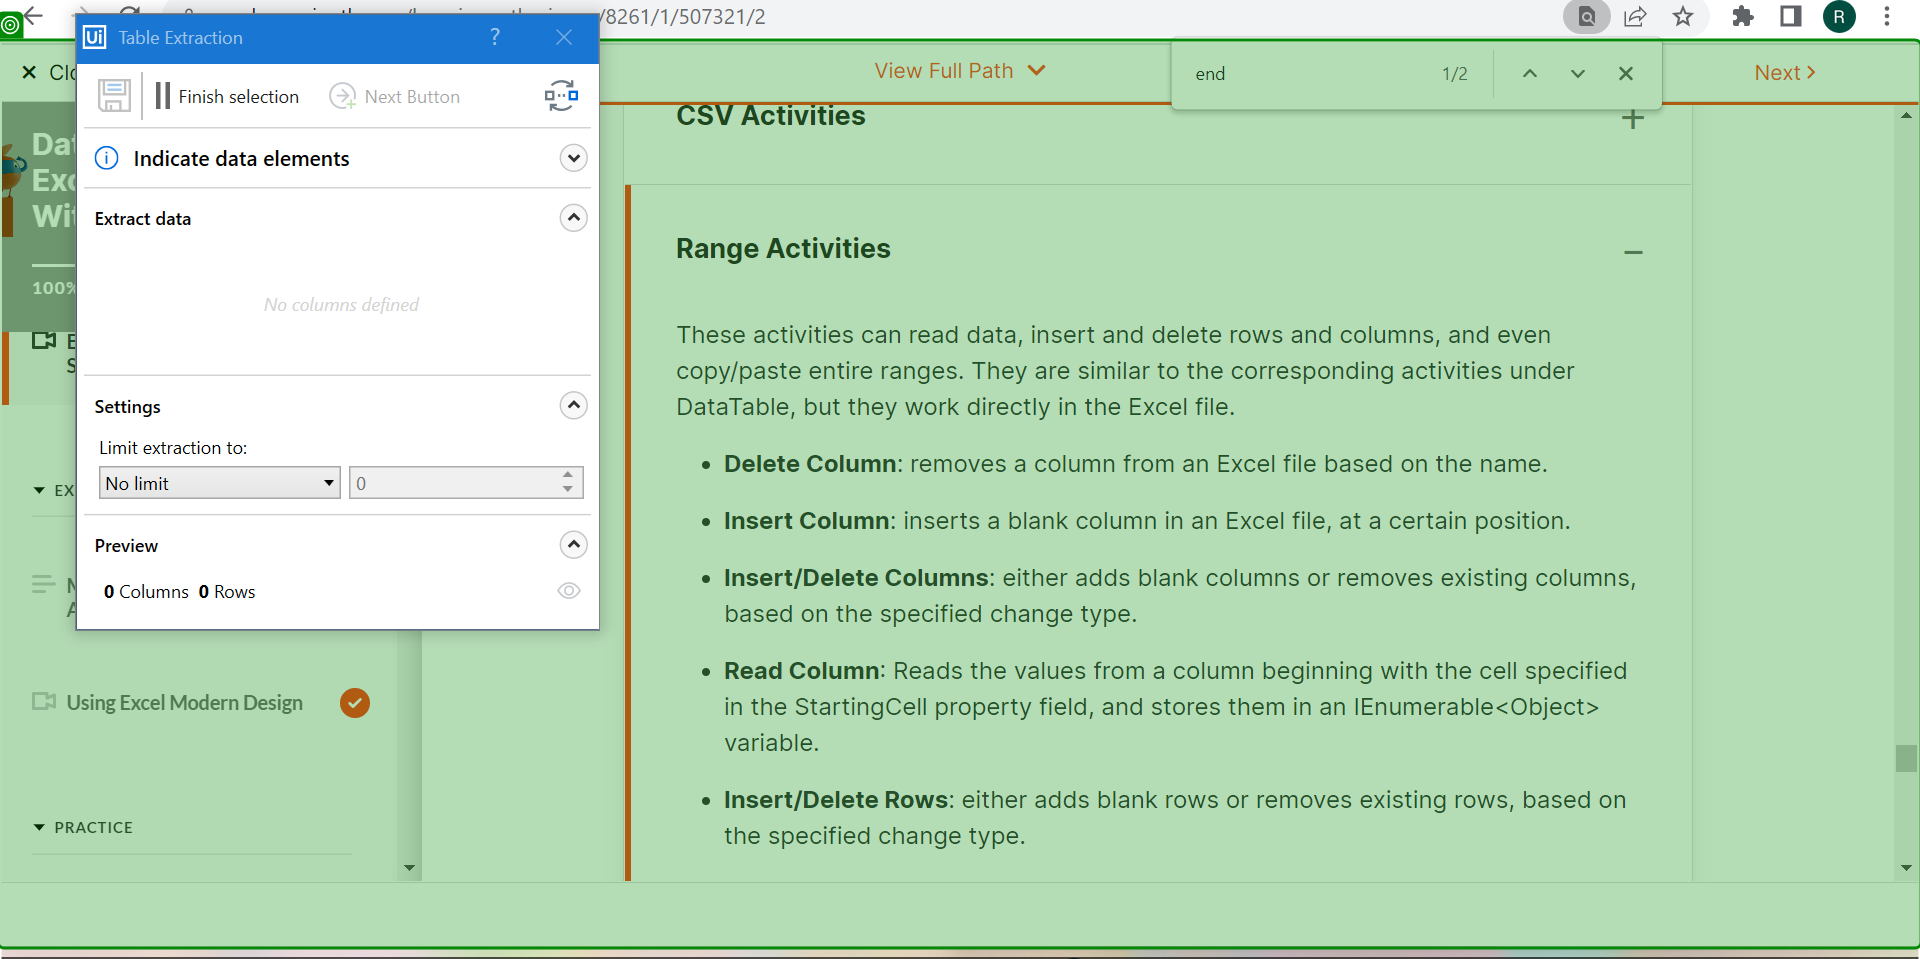 /8261/1/507321/2
R
Ui Table Extraction ?
Finish selection Next Button
Indicate data elements
Extract data
No columns defined
Settings
Limit extraction to:
No limit 0
Preview
0 Columns 0 Rows
View Full Path
end 1/2
Next
100%
Using Excel Modern Design
PRACTICE
CSV Activities
Range Activities
These activities can read data, insert and delete rows and columns, and even
copy/paste entire ranges. They are similar to the corresponding activities under
DataTable, but they work directly in the Excel file.
• Delete Column: removes a column from an Excel file based on the name.
• Insert Column: inserts a blank column in an Excel file, at a certain position.
• Insert/Delete Columns: either adds blank columns or removes existing columns,
based on the specified change type.
• Read Column: Reads the values from a column beginning with the cell specified
in the StartingCell property field, and stores them in an IEnumerable<Object>
variable.
• Insert/Delete Rows: either adds blank rows or removes existing rows, based on
the specified change type.